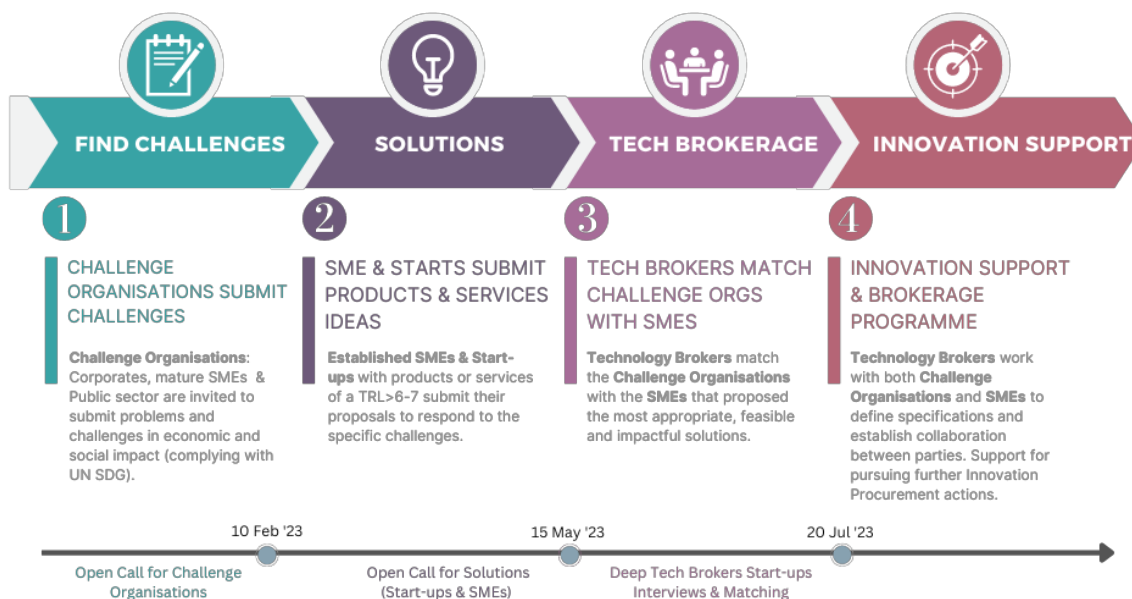 FIND CHALLENGES
SOLUTIONS
TECH BROKERAGE
INNOVATION SUPPORT
1
CHALLENGE
ORGANISATIONS SUBMIT
CHALLENGES
Challenge Organisations:
Corporates, mature SMEs &
Public sector are invited to
submit problems and
challenges in economic and
social impact (complying with
UN SDG).
2
SME & STARTS SUBMIT
PRODUCTS & SERVICES
IDEAS
Established SMEs & Start-
ups with products or services
of a TRL>6-7 submit their
proposals to respond to the
specific challenges.
3
TECH BROKERS MATCH
CHALLENGE ORGS
WITH SMES
Technology Brokers match
the Challenge Organisations
with the SMEs that proposed
the most appropriate, feasible
and impactful solutions.
4
INNOVATION SUPPORT
& BROKERAGE
PROGRAMME
Technology Brokers work
with both Challenge
Organisations and SMEs to
define specifications and
establish collaboration
between parties. Support for
pursuing further Innovation
Procurement actions.
10 Feb '23
15 May '23
20 Jul '23
Open Call for Challenge
Organisations
Open Call for Solutions
(Start-ups & SMEs)
Deep Tech Brokers Start-ups
Interviews & Matching